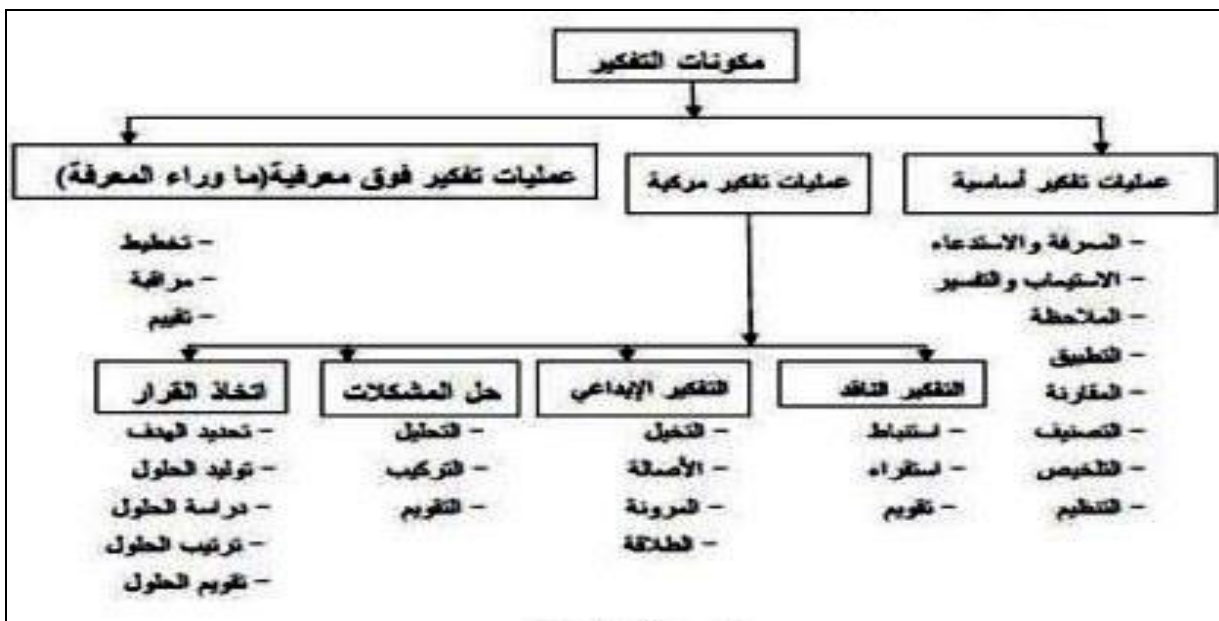 مكونات التفكير
عمليات تفكير أساسية
عمليات تفكير مركبة
عمليات تفكير فوق معرفية(ما وراء المعرفة)
- المعرفة والاستدعاء
- الاستيعاب والتفسير
- الملاحظة
- التطبيق
- المقارنة
- التصنيف
- التلخيص
- التنظيم
- تخطيط
- مراقبة
- تقييم
التفكير الناقد
- استنباط
- استقراء
- تقويم
التفكير الإبداعي
- التخيل
- الأصالة
- المرونة
- الطلاقة
حل المشكلات
- التحليل
- التركيب
- التقويم
اتخاذ القرار
- تحديد الهدف
- توليد الحلول
- دراسة الحلول
- ترتيب الحلول
- تقويم الحلول